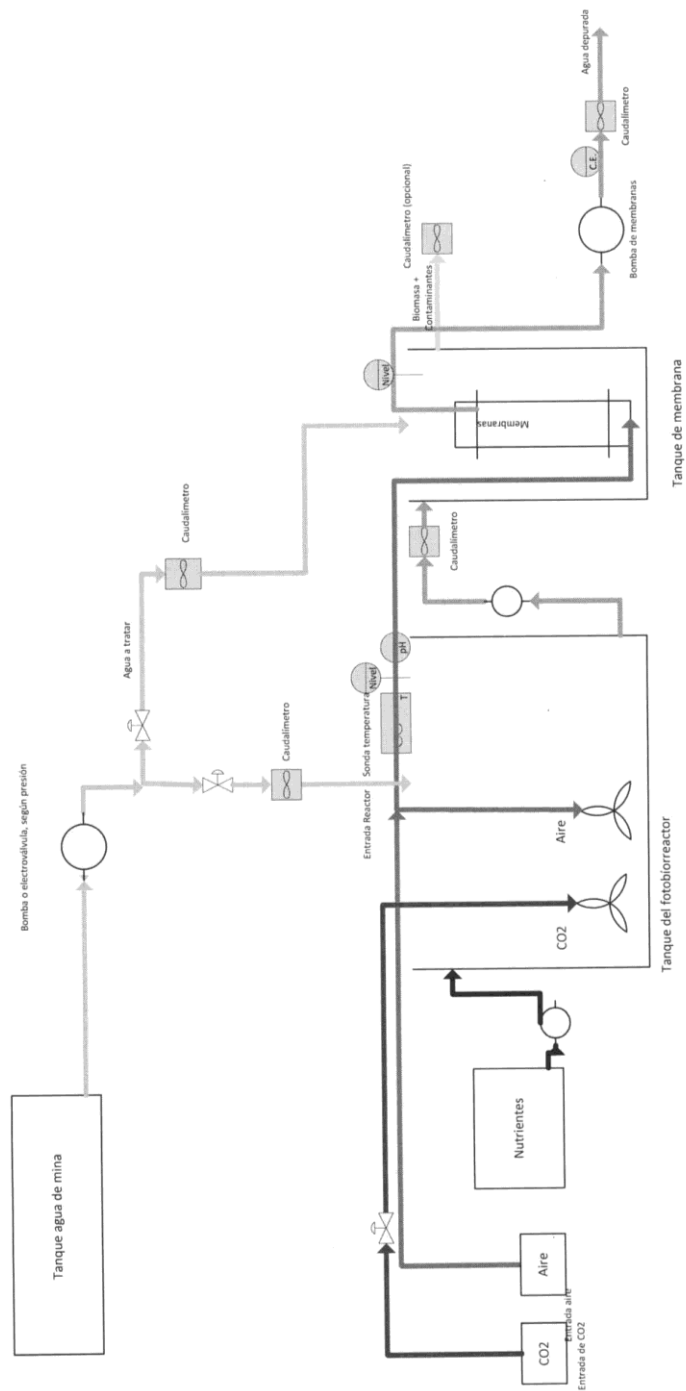 Tanque agua de mina
Bomba o electroválvula, según presión
Agua a tratar
Caudalímetro
Caudalímetro
Entrada Reactor
Sonda temperatura
T
Nivel
pH
Caudalímetro
Nivel
Membranas
Biomasa +
Contaminantes
Caudalímetro (opcional)
C.E.
Agua depurada
Caudalímetro
Bomba de membranas
Tanque de membrana
CO2
Aire
Tanque del fotobiorreactor
Nutrientes
Aire
Entrada aire
CO2
Entrada de CO2